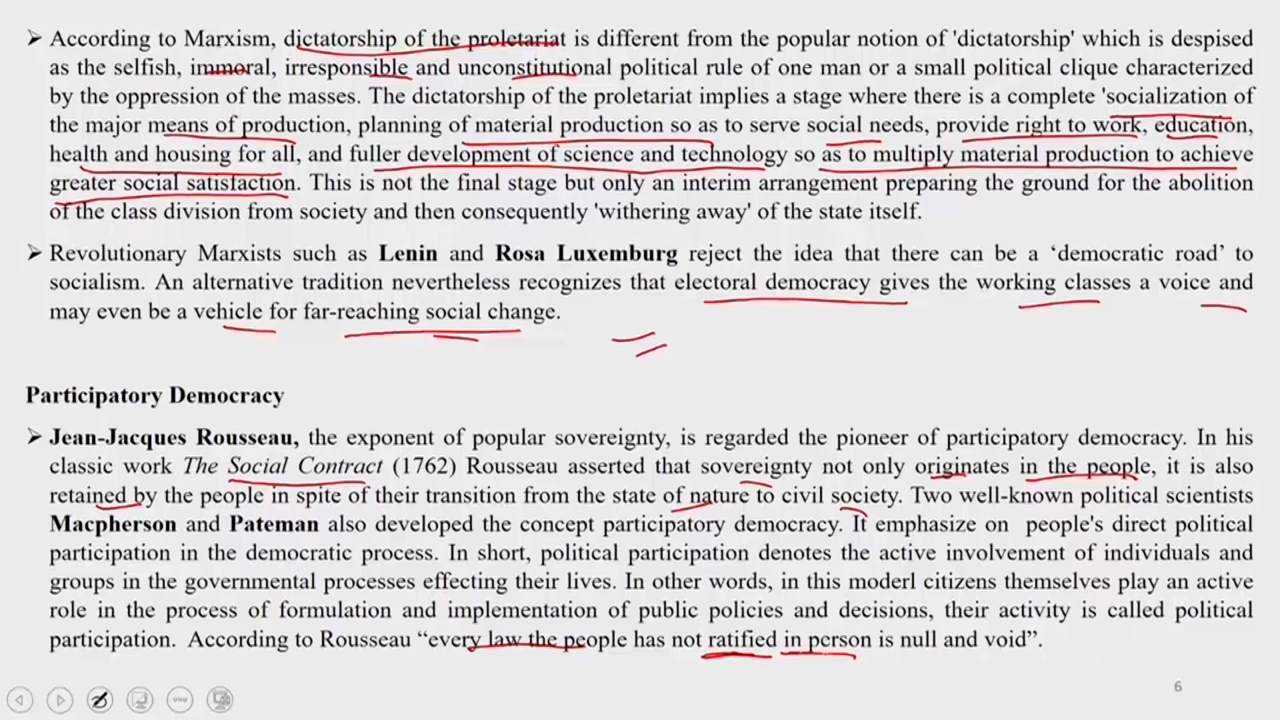 ➢ According to Marxism, dictatorship of the proletariat is different from the popular notion of 'dictatorship' which is despised
as the selfish, immoral, irresponsible and unconstitutional political rule of one man or a small political clique characterized
by the oppression of the masses. The dictatorship of the proletariat implies a stage where there is a complete 'socialization of
the major means of production, planning of material production so as to serve social needs, provide right to work, education,
health and housing for all, and fuller development of science and technology so as to multiply material production to achieve
greater social satisfaction. This is not the final stage but only an interim arrangement preparing the ground for the abolition
of the class division from society and then consequently 'withering away' of the state itself.
➢ Revolutionary Marxists such as Lenin and Rosa Luxemburg reject the idea that there can be a ‘democratic road’ to
socialism. An alternative tradition nevertheless recognizes that electoral democracy gives the working classes a voice and
may even be a vehicle for far-reaching social change.
Participatory Democracy
➢ Jean-Jacques Rousseau, the exponent of popular sovereignty, is regarded the pioneer of participatory democracy. In his
classic work The Social Contract (1762) Rousseau asserted that sovereignty not only originates in the people, it is also
retained by the people in spite of their transition from the state of nature to civil society. Two well-known political scientists
Macpherson and Pateman also developed the concept participatory democracy. It emphasize on people's direct political
participation in the democratic process. In short, political participation denotes the active involvement of individuals and
groups in the governmental processes effecting their lives. In other words, in this moderl citizens themselves play an active
role in the process of formulation and implementation of public policies and decisions, their activity is called political
participation. According to Rousseau “every law the people has not ratified in person is null and void”.
6